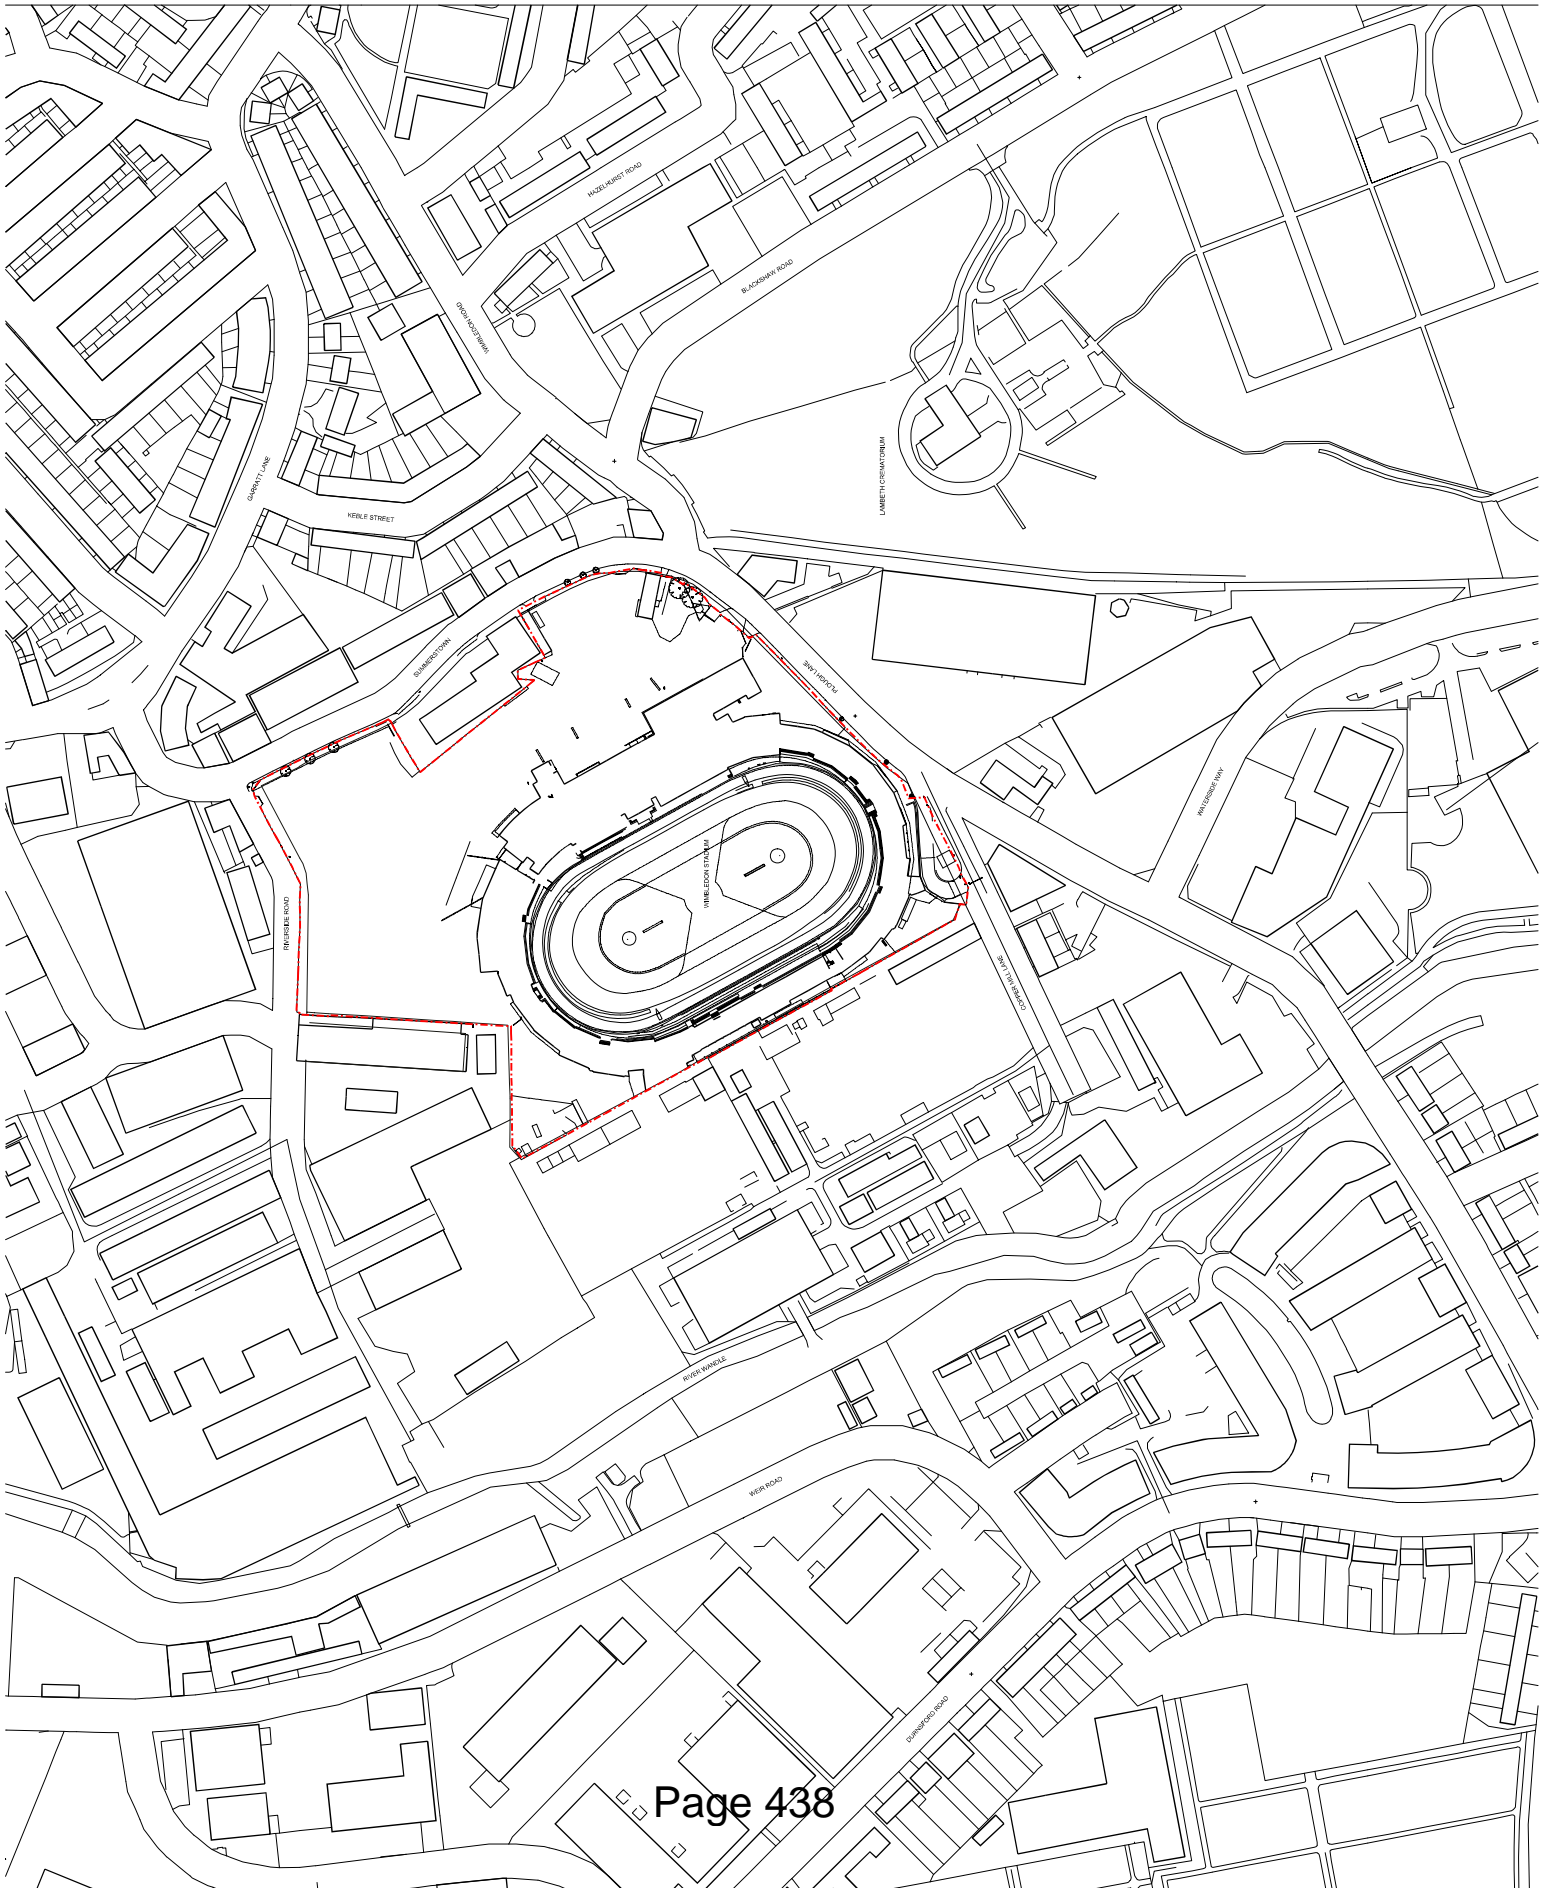 HAZELHURST ROAD
BLACKSHAW ROAD
WIMBLEDON ROAD
LAMBETH CREMATORIUM
GARRATT LANE
KEBLE STREET
SUMMERSTOWN
PLOUGH LANE
WATERSIDE WAY
WIMBLEDON STADIUM
RIVERSIDE ROAD
COPPER MILL LANE
RIVER WANDLE
WEIR ROAD
DURNSFORD ROAD
Page 438